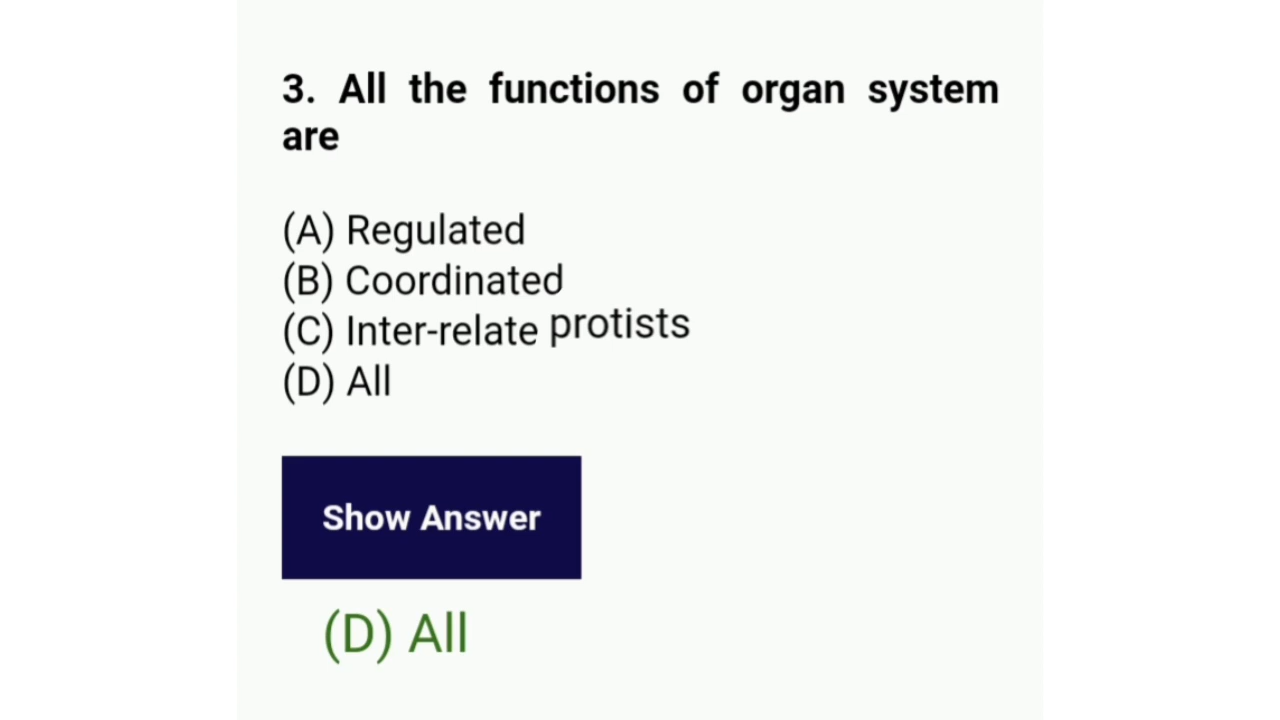 3. All the functions of organ system
are
(A) Regulated
(B) Coordinated
(C) Inter-relate protists
(D) All
Show Answer
(D) All